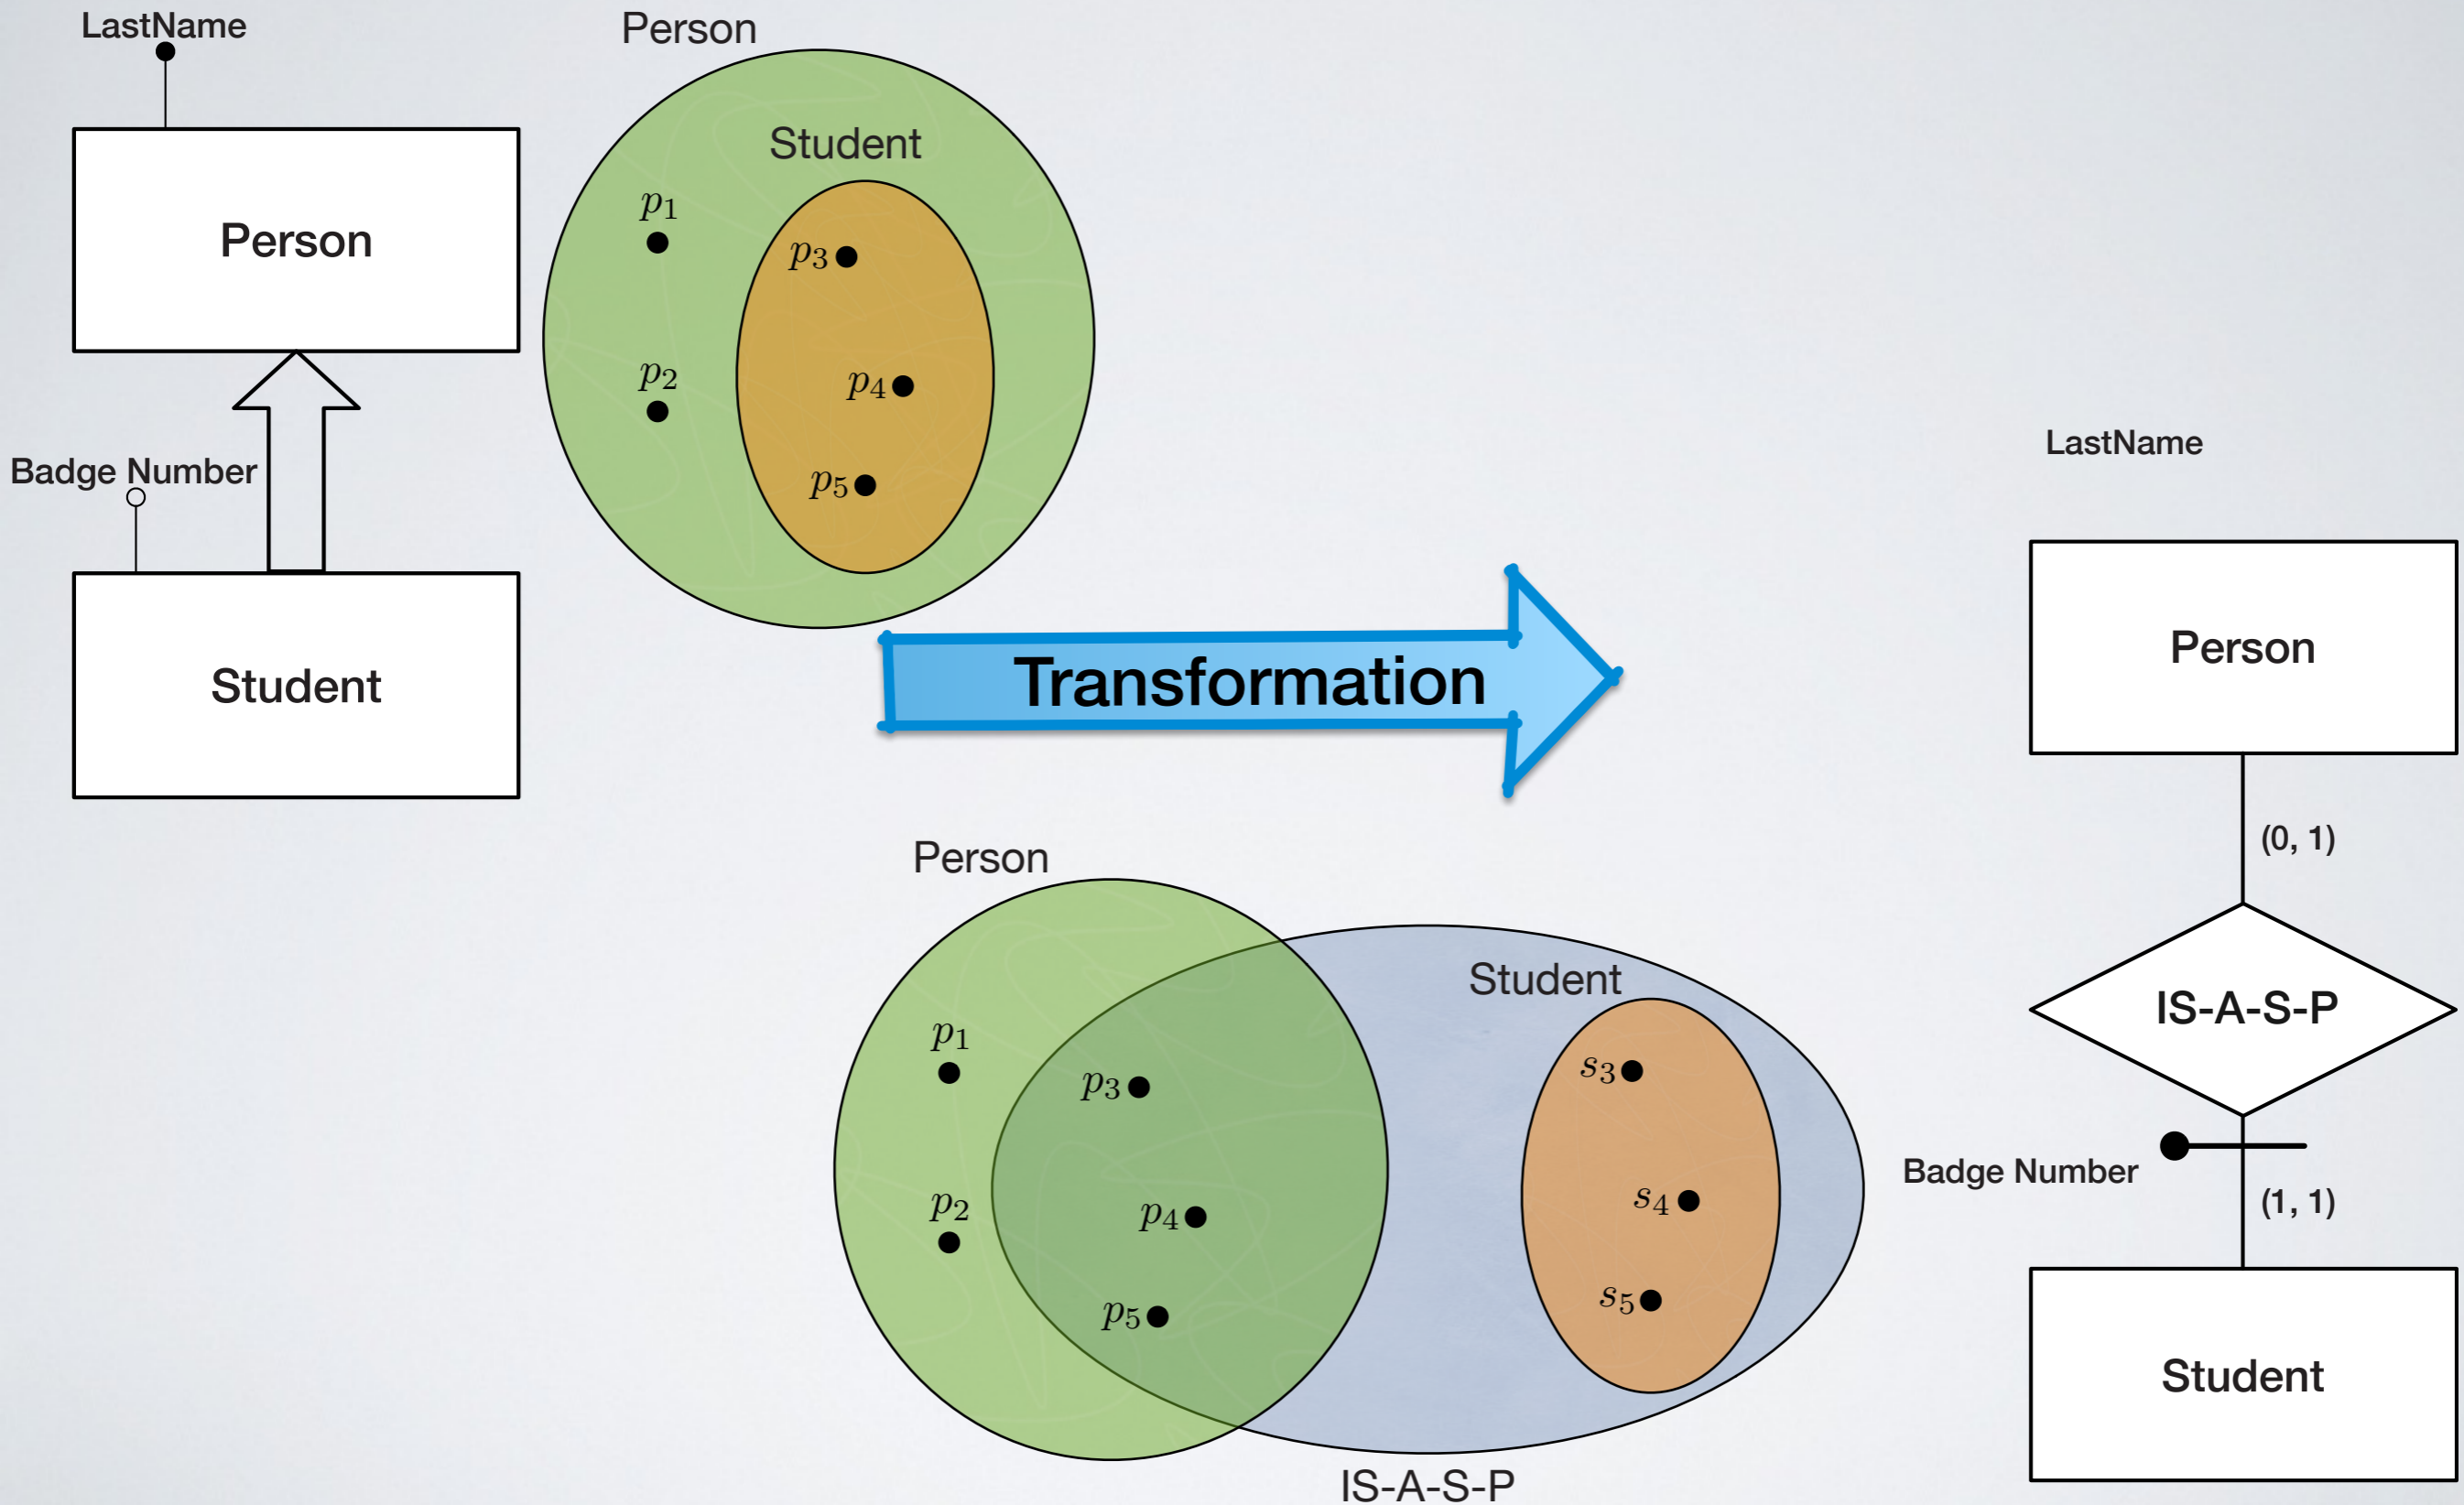 LastName
Person
Badge Number
Student
Person
Student
p1
p2
p3
p4
p5
Transformation
Person
Student
p1
p2
p3
p4
p5
s3
s4
s5
IS-A-S-P
LastName
Person
(0, 1)
IS-A-S-P
Badge Number
(1, 1)
Student